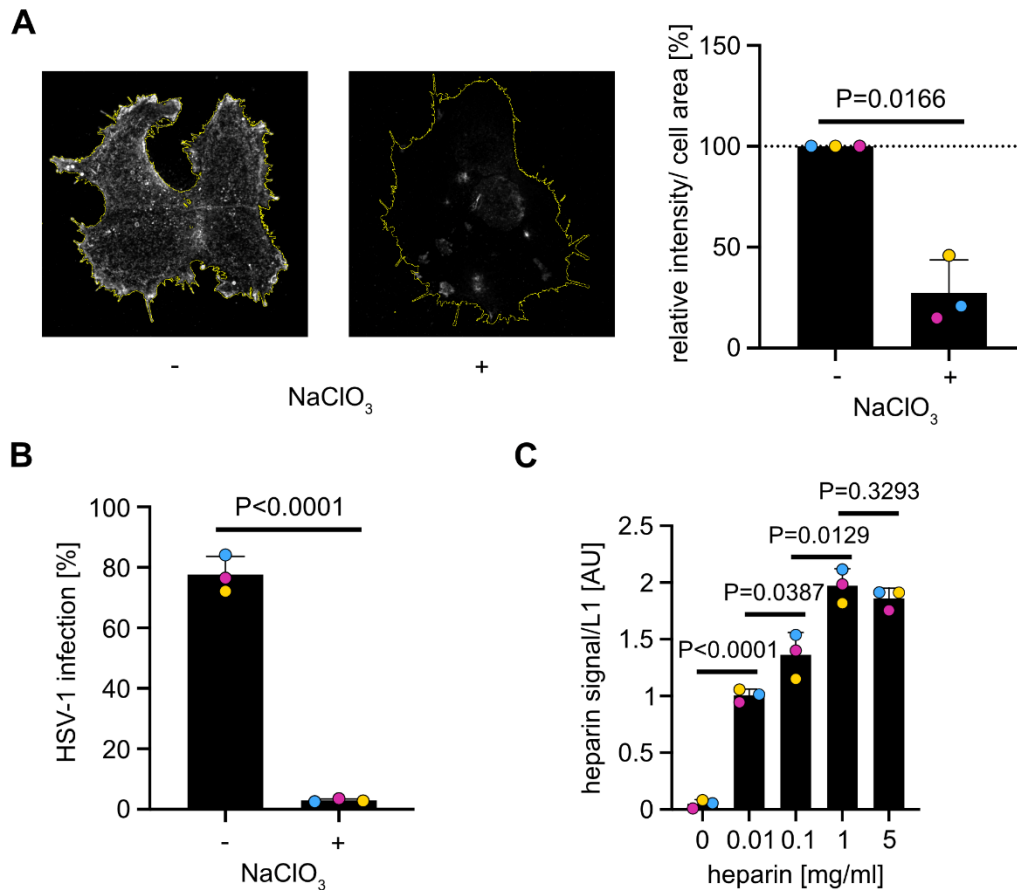 A
-
+
NaClO₃
relative intensity/ cell area [%]
150
100
50
0
P=0.0166
-
+
NaClO₃
B
HSV-1 infection [%]
100
80
60
40
20
0
P<0.0001
-
+
NaClO₃
C
heparin signal/L1 [AU]
2.5
2
1.5
1
0.5
0
P=0.3293
P=0.0129
P=0.0387
P<0.0001
0 0.01 0.1 1 5
heparin [mg/ml]